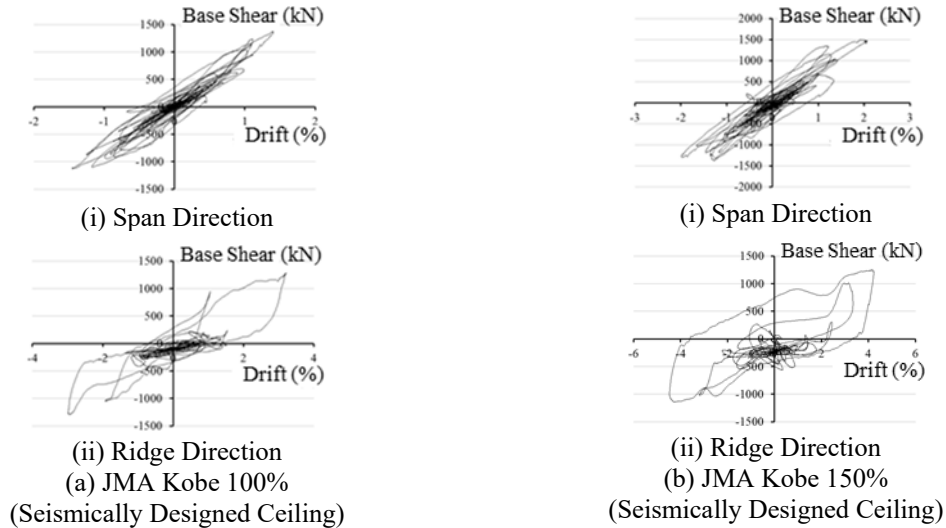 Base Shear (kN)
1500
1000
500
-2
-1
1
2
-500
Drift (%)
-1000
-1500
(i) Span Direction
Base Shear (kN)
2000
1500
1000
500
-3
-2
-1
0
1
2
3
-500
Drift (%)
-1000
-1500
-2000
(i) Span Direction
Base Shear (kN)
1500
1000
500
-4
-2
2
4
-500
Drift (%)
-1000
-1500
(ii) Ridge Direction
(a) JMA Kobe 100%
(Seismically Designed Ceiling)
Base Shear (kN)
1500
1000
500
0
-6
-4
-2
2
4
6
Drift (%)
-1000
-1500
(ii) Ridge Direction
(b) JMA Kobe 150%
(Seismically Designed Ceiling)